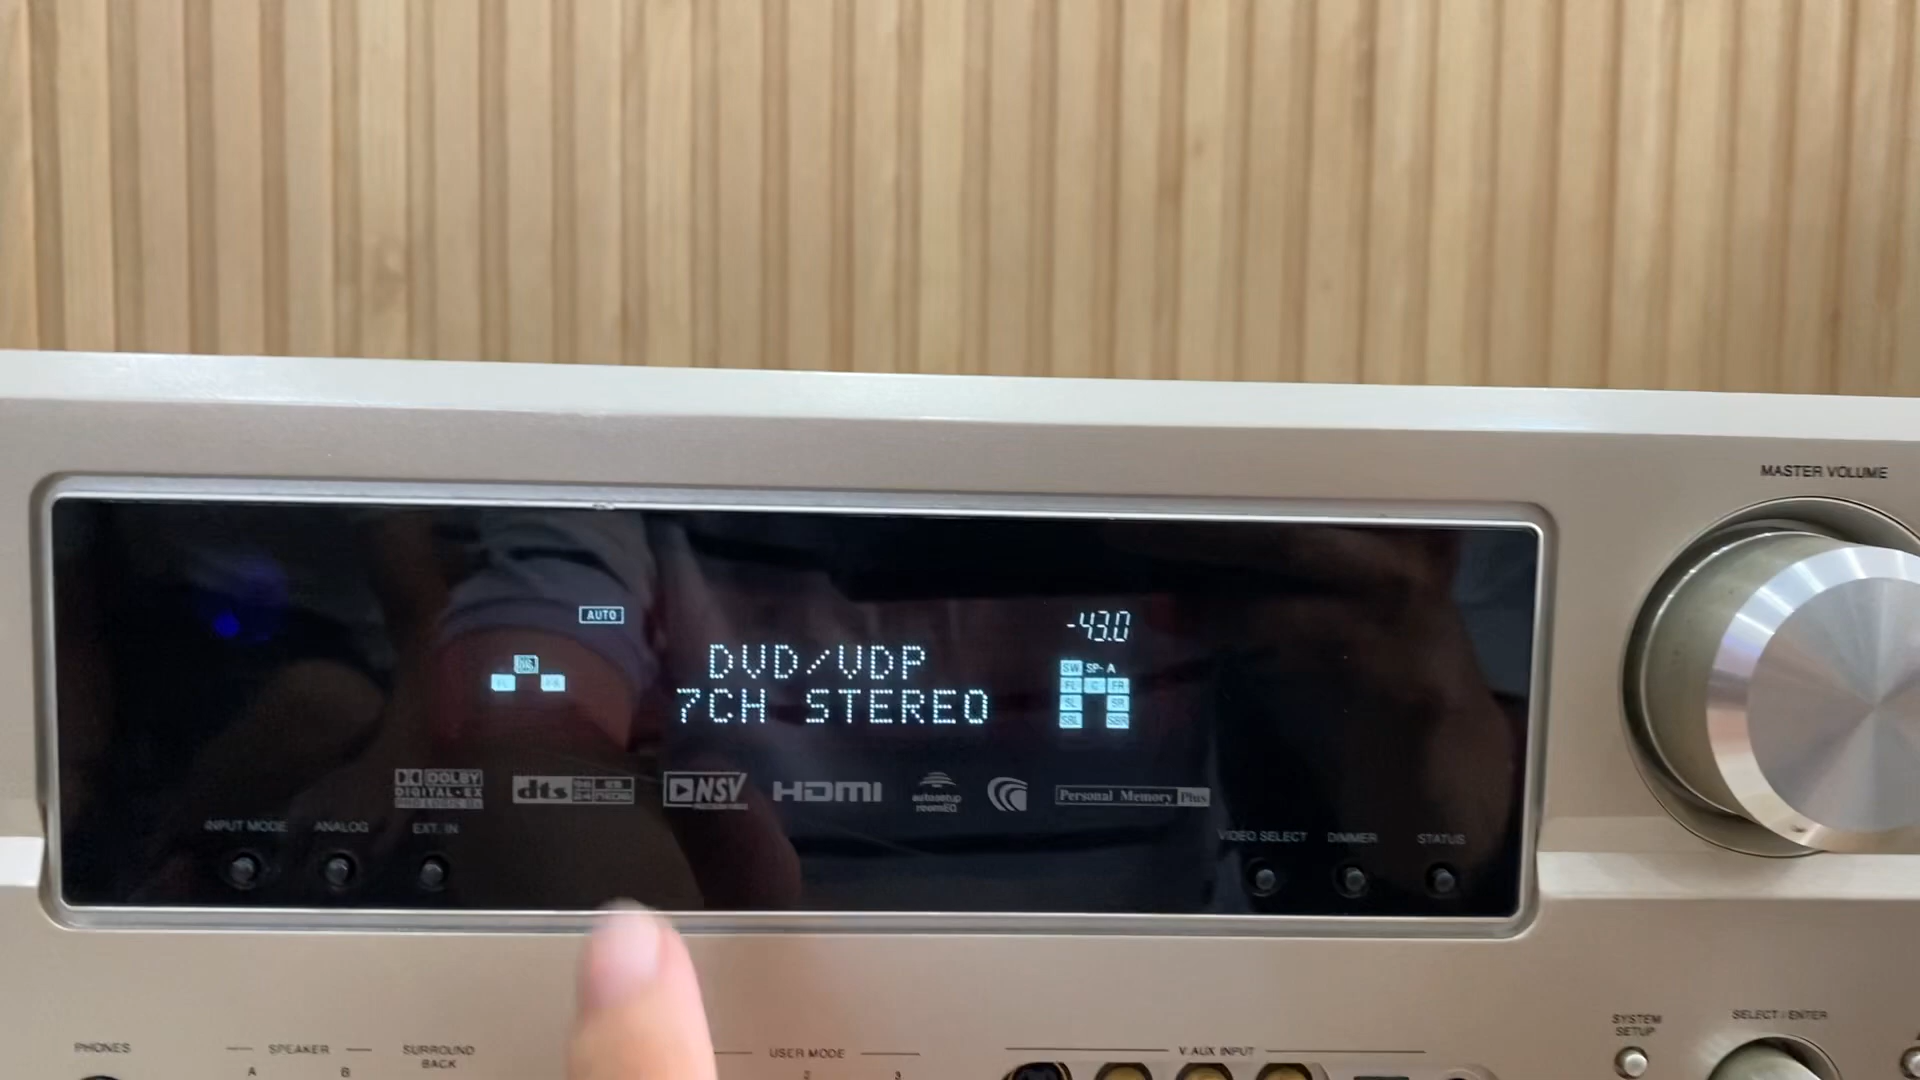 MASTER VOLUME
AUTO
-43.0
DVD/VDP
SW SP- A
FL C FR
7CH STEREO
SL SR
SBL SBR
DOLBY
DIGITAL·EX
dts
NSV
HDMI
autosetup
roomEQ
Personal Memory Plus
INPUT MODE ANALOG EXT. IN
VIDEO SELECT DIMMER STATUS
SYSTEM
SETUP
SELECT / ENTER
PHONES
SPEAKER
A B
SURROUND
BACK
USER MODE
2 3
V.AUX INPUT